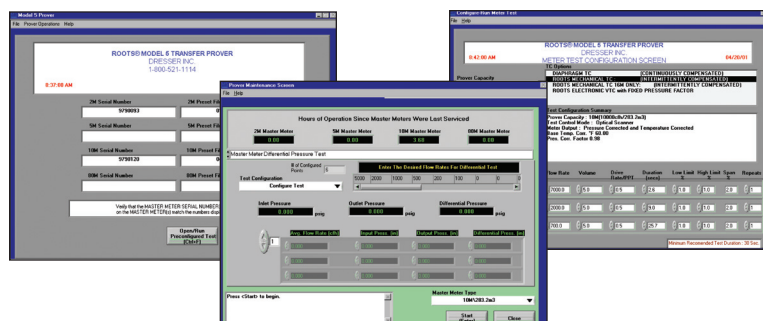 Model 5 Prover
File Prover Operations Help
ROOTS® MODEL 5 TRANSFER PROVER
DRESSER INC.
1-800-521-1114
8:37:00 AM
2M Serial Number
2M Preset
9790093
5M Serial Number
5M Preset
10M Serial Number
10M Preset
9790120
80M Serial Number
80M Preset
Verify that the MASTER METER SERIAL NUMBER
on the MASTER METER(s) match the numbers
Open/Run
Preconfigured Test
(Ctrl+F)
Prover Maintenance Screen
File Help
Hours of Operation Since Master Meters Were Last Serviced
2M Master Meter
5M Master Meter
10M Master Meter
80M Master Meter
0.00
0.00
3.60
0.00
Master Meter Differential Pressure Test
# of Configured
Points
Enter The Desired Flow Rates For Differential Test
Test Configuration
Configure Test
5000 2000 1000 500 200 100 0 0 0
Inlet Pressure
Outlet Pressure
Differential Pressure
0.000 psig
0.000 psig
0.000 psig
Avg. Flow Rate (cfh)
Input Press. (in)
Output Press. (in)
Differential Press. (in)
1
Press <Start> to begin.
Master Meter Type
10M\283.2m3
Start
Close
Configure/Run Meter Test
File Help
ROOTS® MODEL 5 TRANSFER PROVER
DRESSER INC.
METER TEST CONFIGURATION SCREEN
8:42:00 AM
04/20/01
Prover Capacity
TC Options
DIAPHRAGM TC (CONTINUOUSLY COMPENSATED)
ROOTS MECHANICAL TC (INTERMITTENTLY COMPENSATED)
ROOTS MECHANICAL TC 16M ONLY: (INTERMITTENTLY COMPENSATED)
ROOTS ELECTRONIC VTC with FIXED PRESSURE FACTOR
Test Configuration Summary
Prover Capacity : 10M(10000cfh/283.2m3)
Test Control Mode : Optical Scanner
Meter Output : Pressure Corrected and Temperature Corrected
Base Temp. Corr. °F 60.00
Pres. Corr. Factor 0.98
Flow Rate Volume Drive Rate/PPI Duration (secs) Low Limit % High Limit % Span % Repeats
7000.0 5.0 0.5 2.6 1.0 1.0 2.0 1
2000.0 5.0 0.5 9.0 1.0 1.0 2.0 1
700.0 5.0 0.5 25.7 1.0 1.0 2.0 1
Minimum Recommended Test Duration : 30 Sec.